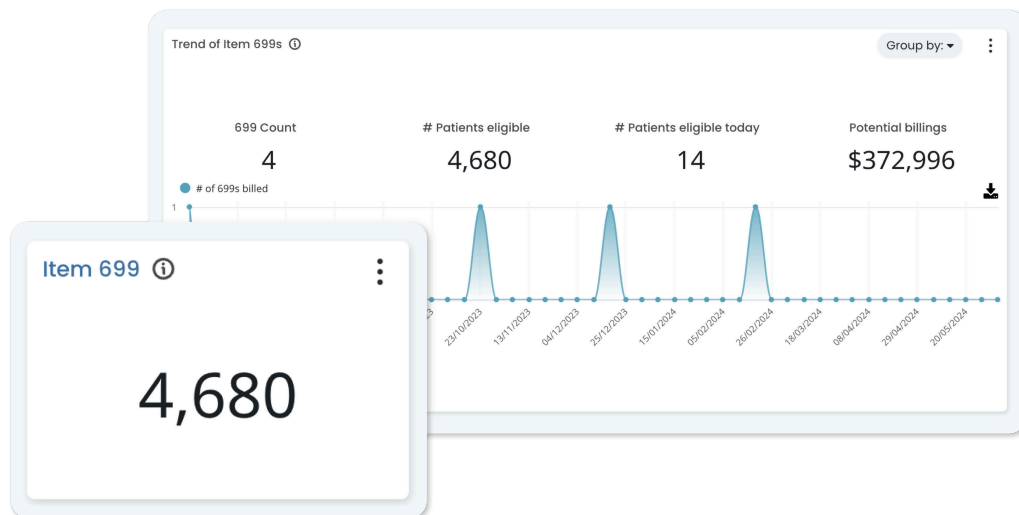 Trend of Item 699s
Group by:
699 Count
# Patients eligible
# Patients eligible today
Potential billings
4
4,680
14
$372,996
# of 699s billed
1
23/10/2023
13/11/2023
04/12/2023
25/12/2023
15/01/2024
05/02/2024
26/02/2024
18/03/2024
08/04/2024
29/04/2024
20/05/2024
Item 699
4,680